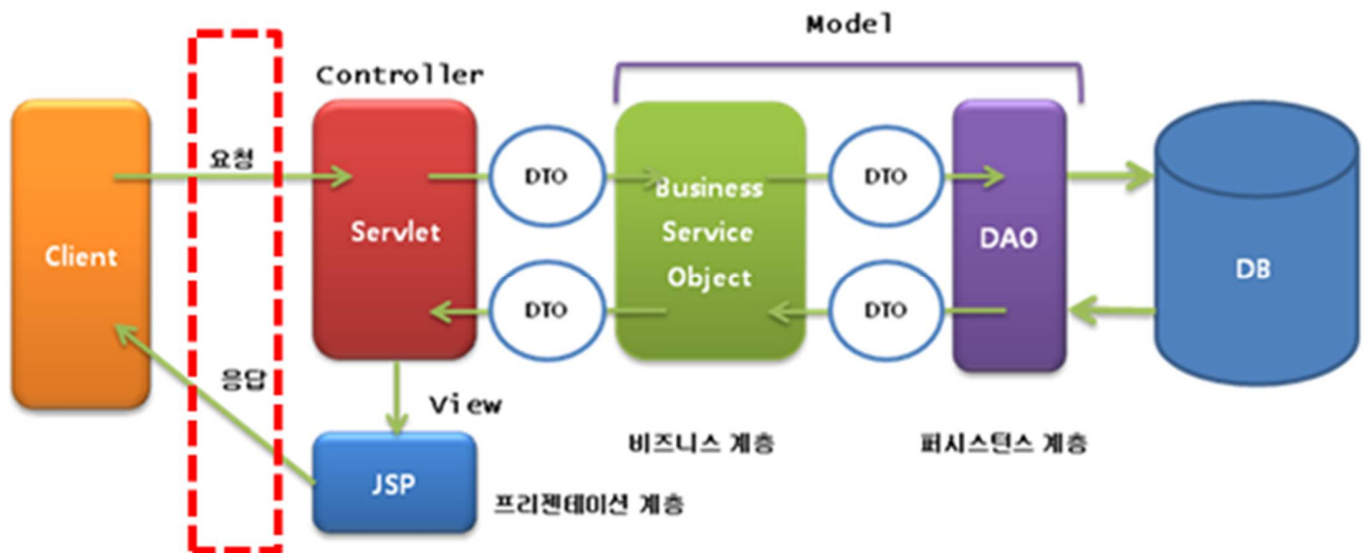 Model
Controller
요청
DTO
DTO
Business
Service
Object
Client
Servlet
DAO
DB
DTO
DTO
응답
View
비즈니스 계층
퍼시스턴스 계층
JSP
프리젠테이션 계층